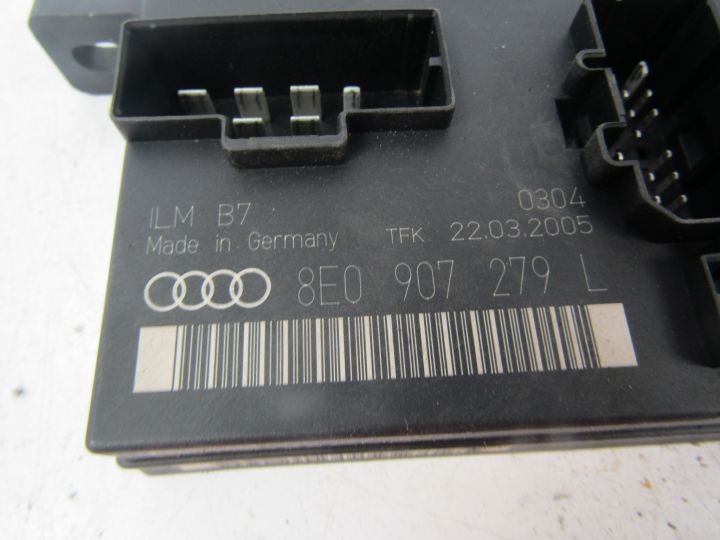 ILM B7 0304
Made in Germany TFK 22.03.2005
8E0 907 279 L